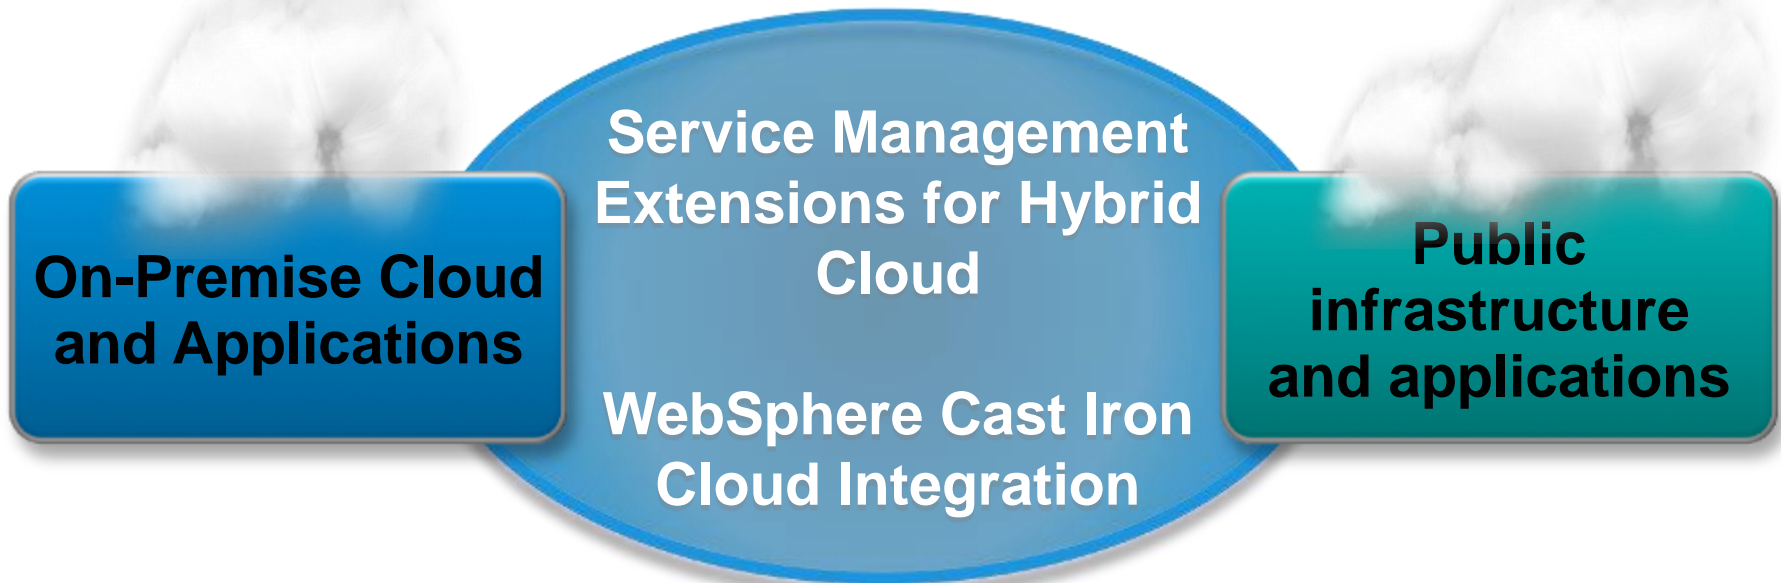 On-Premise Cloud
and Applications
Service Management
Extensions for Hybrid
Cloud
WebSphere Cast Iron
Cloud Integration
Public
infrastructure
and applications